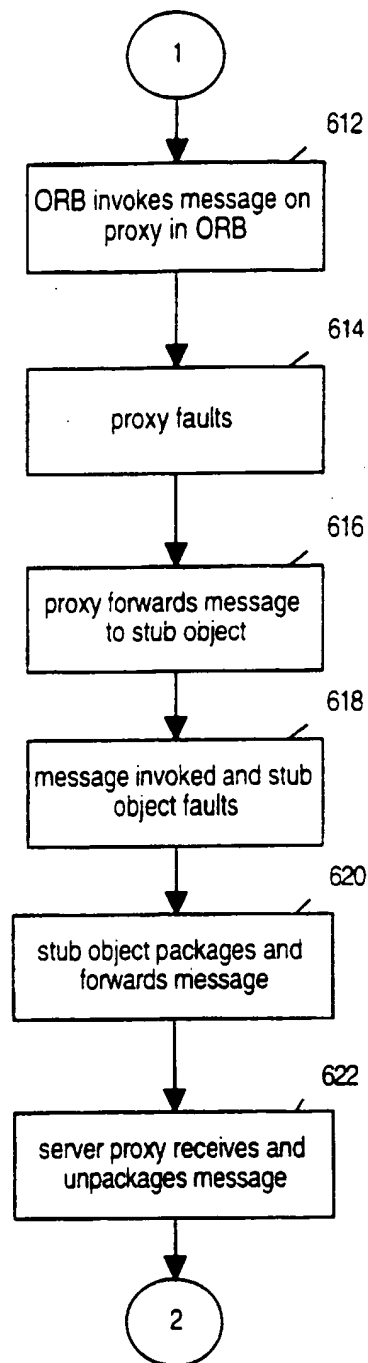 1
612
ORB invokes message on
proxy in ORB
614
proxy faults
616
proxy forwards message
to stub object
618
message invoked and stub
object faults
620
stub object packages and
forwards message
622
server proxy receives and
unpackages message
2